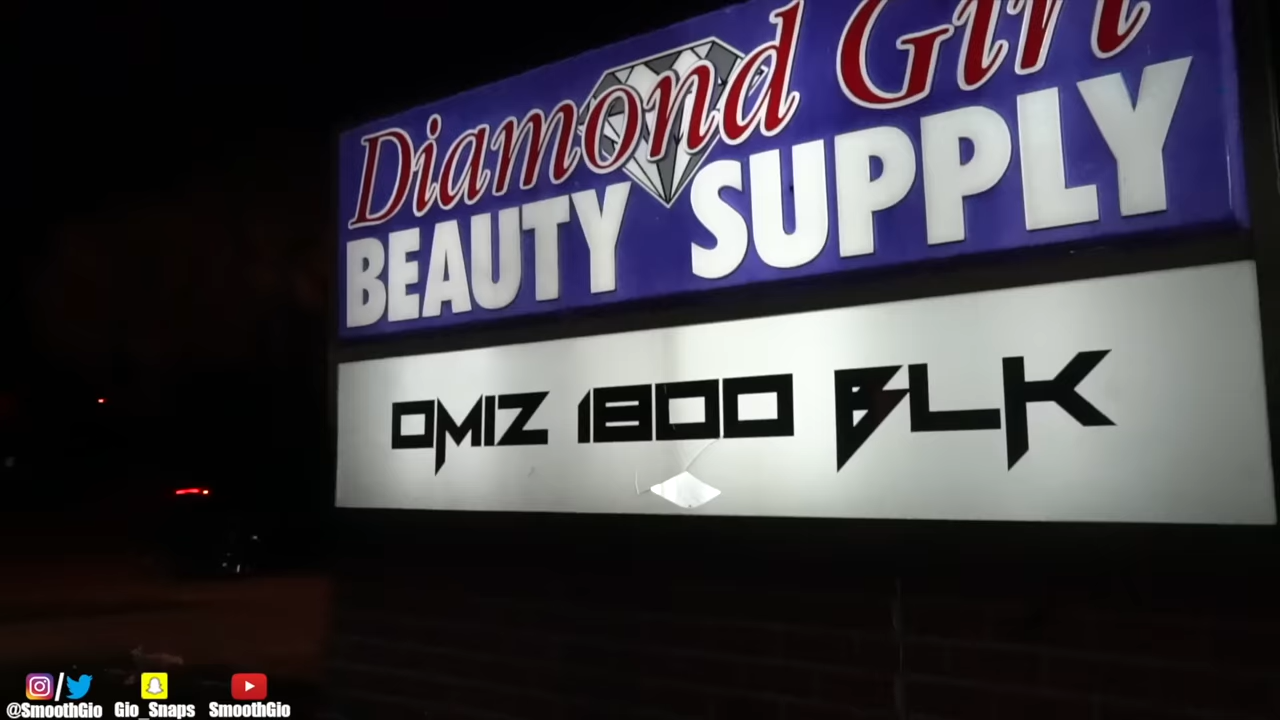 Diamond Girl
BEAUTY SUPPLY
OMIZ 1800 BLK
@SmoothGio Gio_Snaps SmoothGio